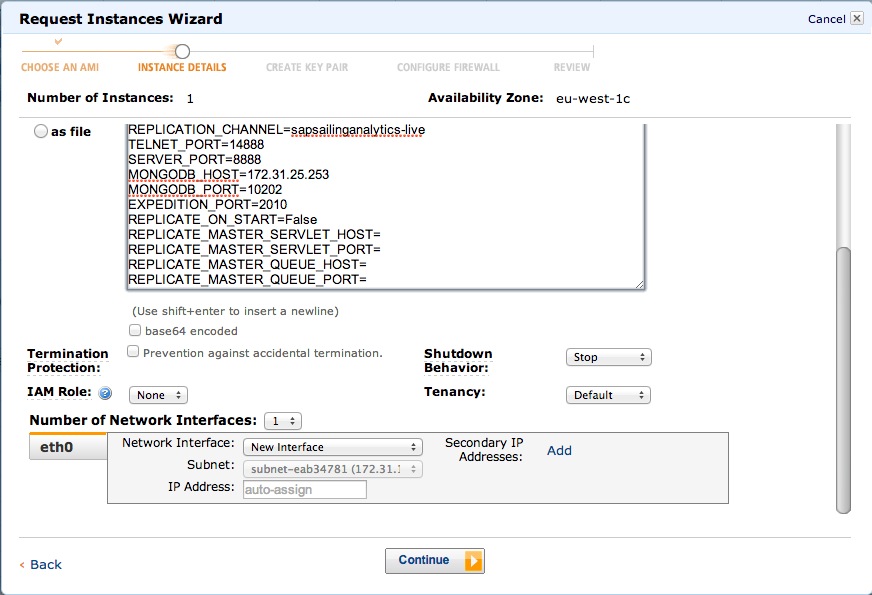 Request Instances Wizard
Cancel
CHOOSE AN AMI INSTANCE DETAILS CREATE KEY PAIR CONFIGURE FIREWALL REVIEW
Number of Instances: 1 Availability Zone: eu-west-1c
as file
REPLICATION_CHANNEL=sapsailinganalytics-live
TELNET_PORT=14888
SERVER_PORT=8888
MONGODB_HOST=172.31.25.253
MONGODB_PORT=10202
EXPEDITION_PORT=2010
REPLICATE_ON_START=False
REPLICATE_MASTER_SERVLET_HOST=
REPLICATE_MASTER_SERVLET_PORT=
REPLICATE_MASTER_QUEUE_HOST=
REPLICATE_MASTER_QUEUE_PORT=
(Use shift+enter to insert a newline)
base64 encoded
Termination Protection: Prevention against accidental termination.
Shutdown Behavior: Stop
IAM Role: ? None
Tenancy: Default
Number of Network Interfaces: 1
eth0
Network Interface: New Interface
Subnet: subnet-eab34781 (172.31.1
IP Address: auto-assign
Secondary IP Addresses: Add
< Back
Continue